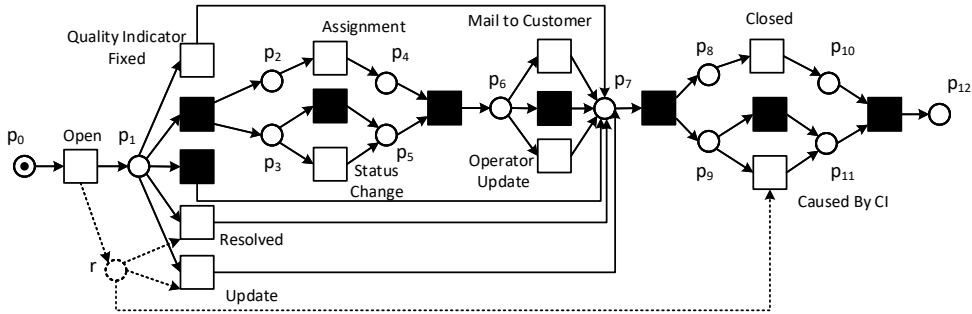 Quality Indicator
Fixed
Assignment
Mail to Customer
Closed
p2
p4
p6
p7
p8
p10
p12
p0
Open
p1
p3
p5
Status
Change
Operator
Update
p9
p11
Caused By CI
Resolved
r
Update